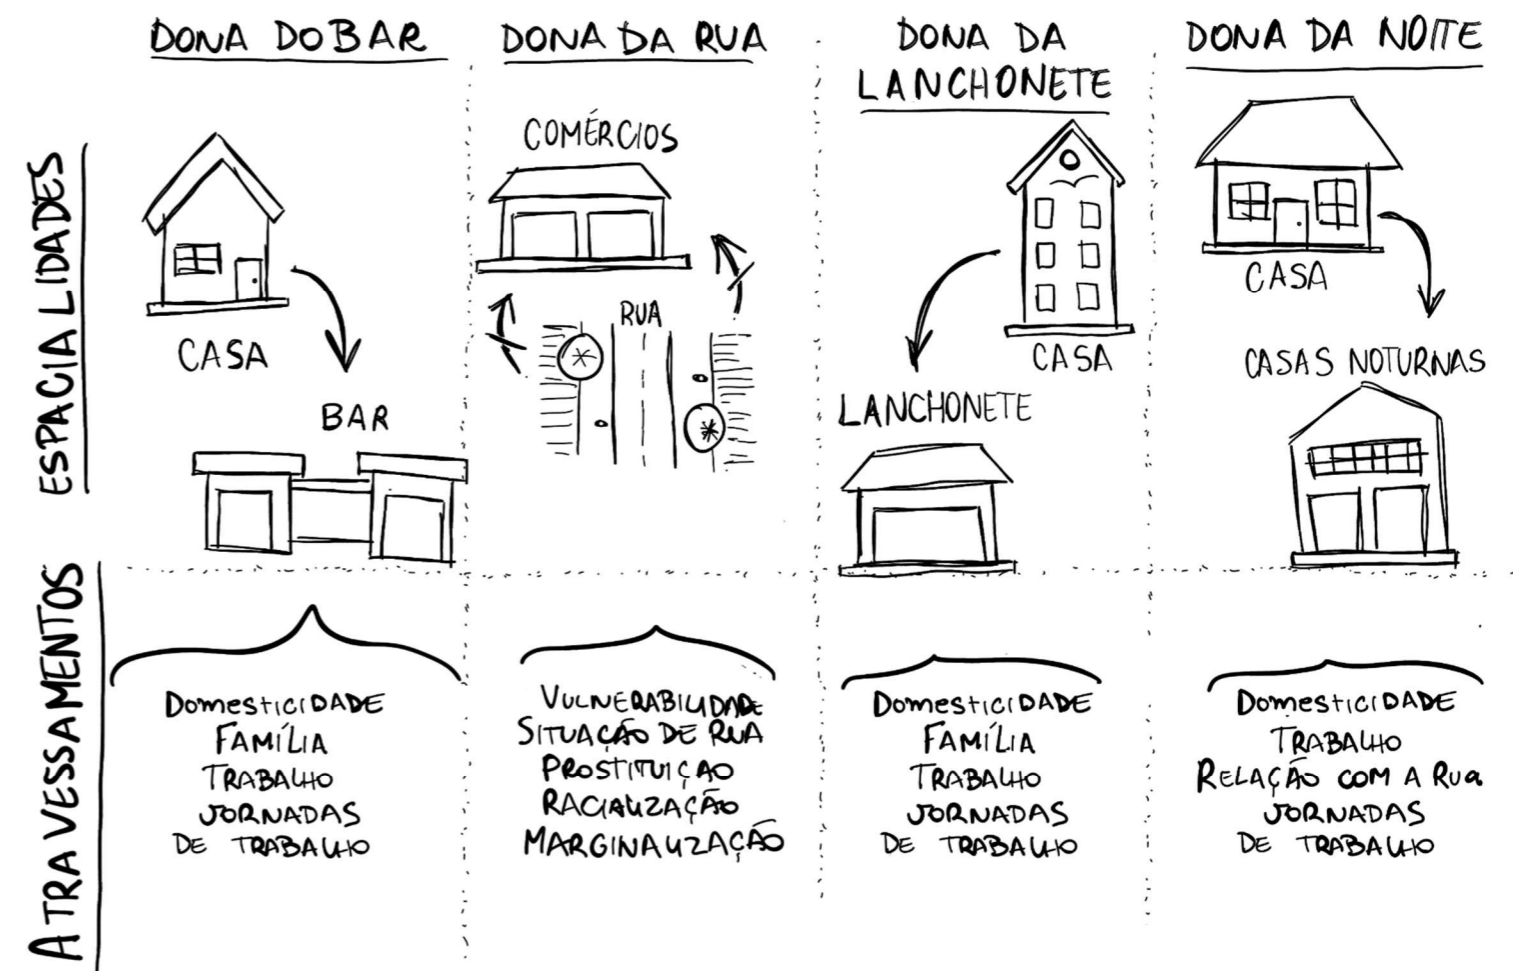 DONA DO BAR
DONA DA RUA
DONA DA
LANCHONETE
DONA DA NOITE
ESPACIALIDADES
CASA
BAR
COMÉRCIOS
RUA
CASA
LANCHONETE
CASA
CASAS NOTURNAS
ATRAVESSAMENTOS
DOMESTICIDADE
FAMÍLIA
TRABALHO
JORNADAS
DE TRABALHO
VULNERABILIDADE
SITUAÇÃO DE RUA
PROSTITUIÇAO
RACIALIZAÇÃO
MARGINALIZAÇÃO
DOMESTICIDADE
FAMÍLIA
TRABALHO
JORNADAS
DE TRABALHO
DOMESTICIDADE
TRABALHO
RELAÇÃO COM A RUA
JORNADAS
DE TRABALHO